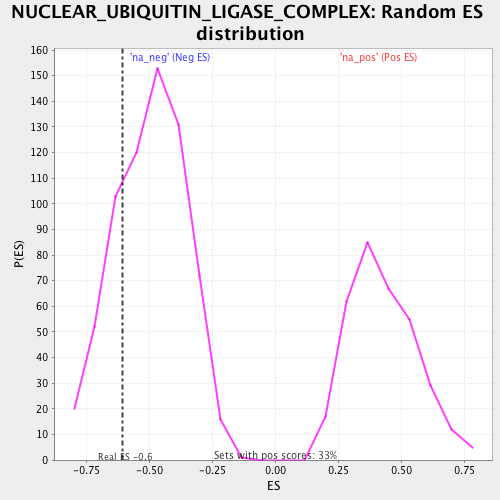 NUCLEAR_UBIQUITIN_LIGASE_COMPLEX: Random ES
distribution
'na_neg' (Neg ES)
'na_pos' (Pos ES)
160
150
140
130
120
110
100
90
80
70
60
50
40
30
20
10
0
P(ES)
Real ES -0.6
Sets with pos scores: 33%
-0.75 -0.50 -0.25 0.00 0.25 0.50 0.75
ES